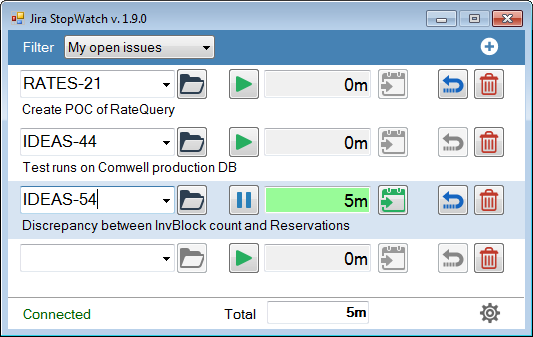 Jira StopWatch v. 1.9.0
Filter My open issues
RATES-21 0m
Create POC of RateQuery
IDEAS-44 0m
Test runs on Comwell production DB
IDEAS-54 5m
Discrepancy between InvBlock count and Reservations
0m
Connected Total 5m